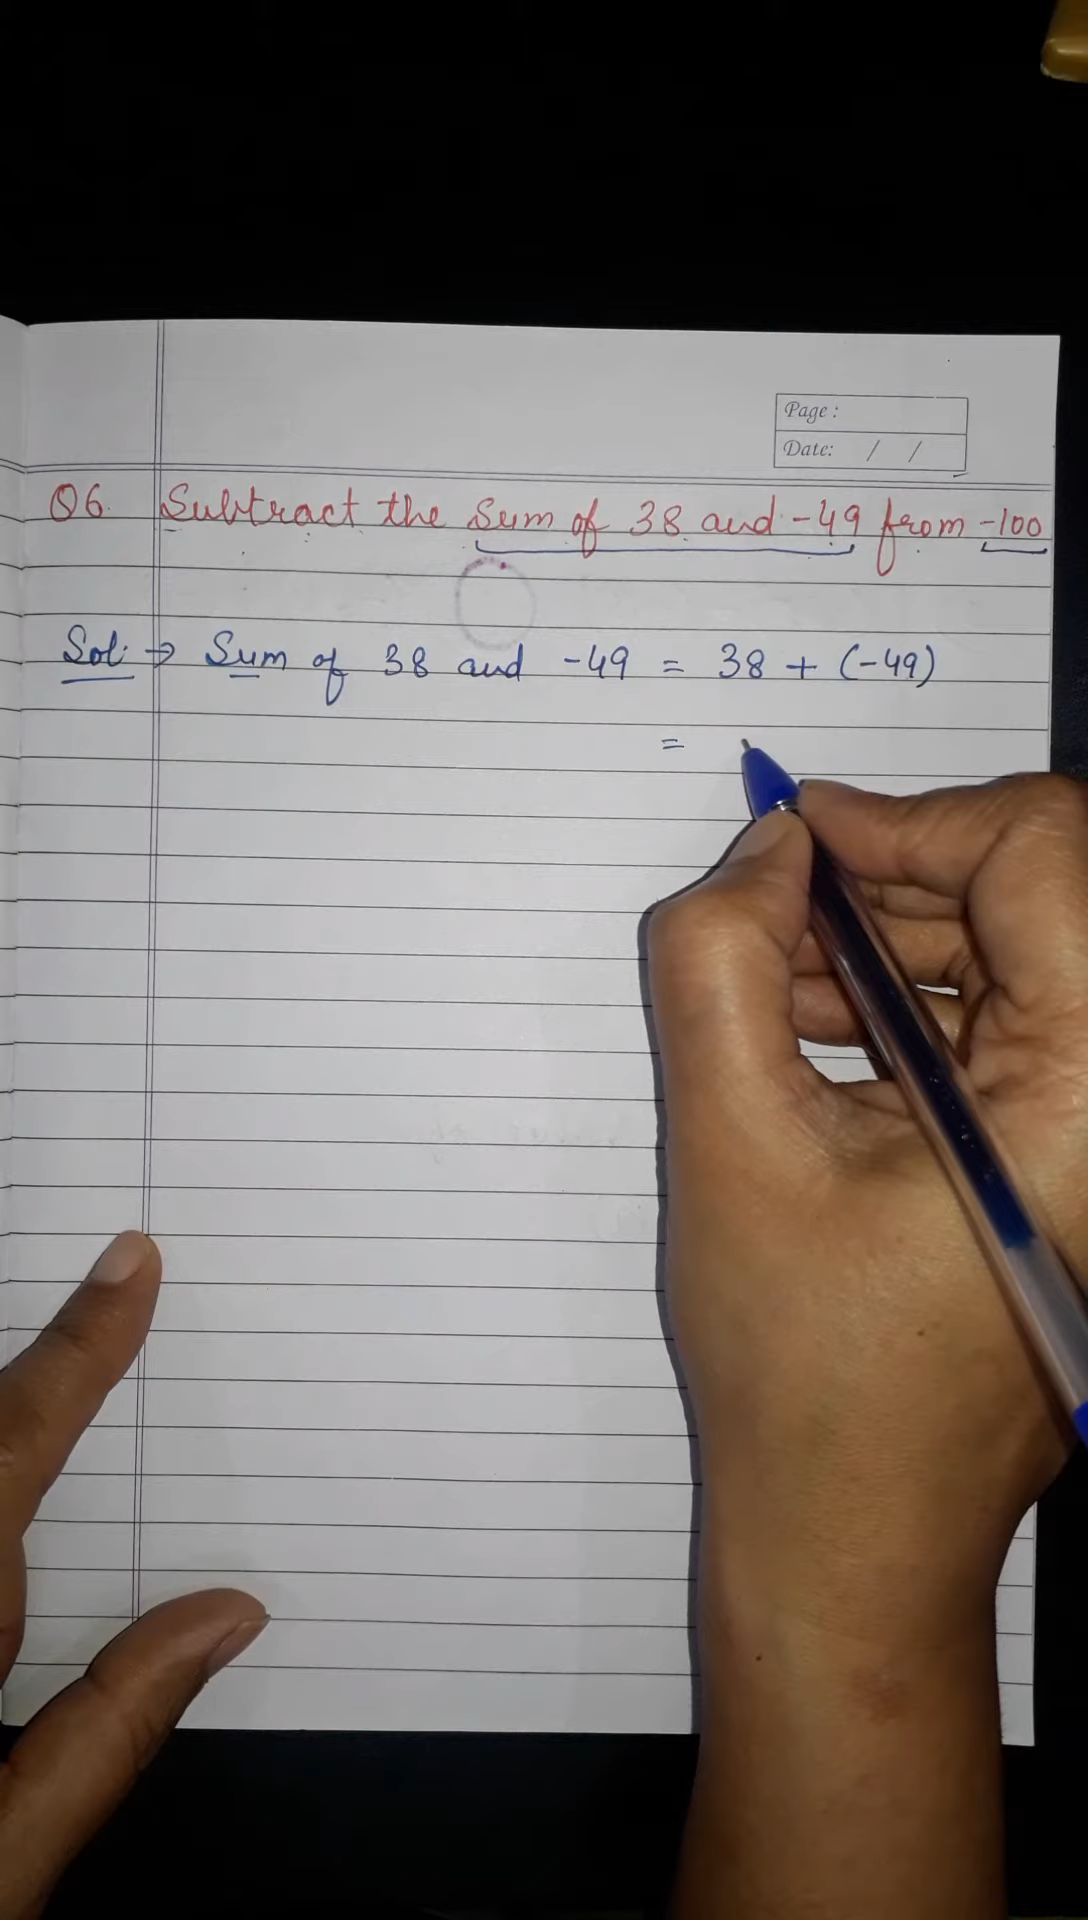 Page :
Date: / /
Q6. Subtract the sum of 38 and -49 from -100
Sol: → Sum of 38 and -49 = 38 + (-49)
=